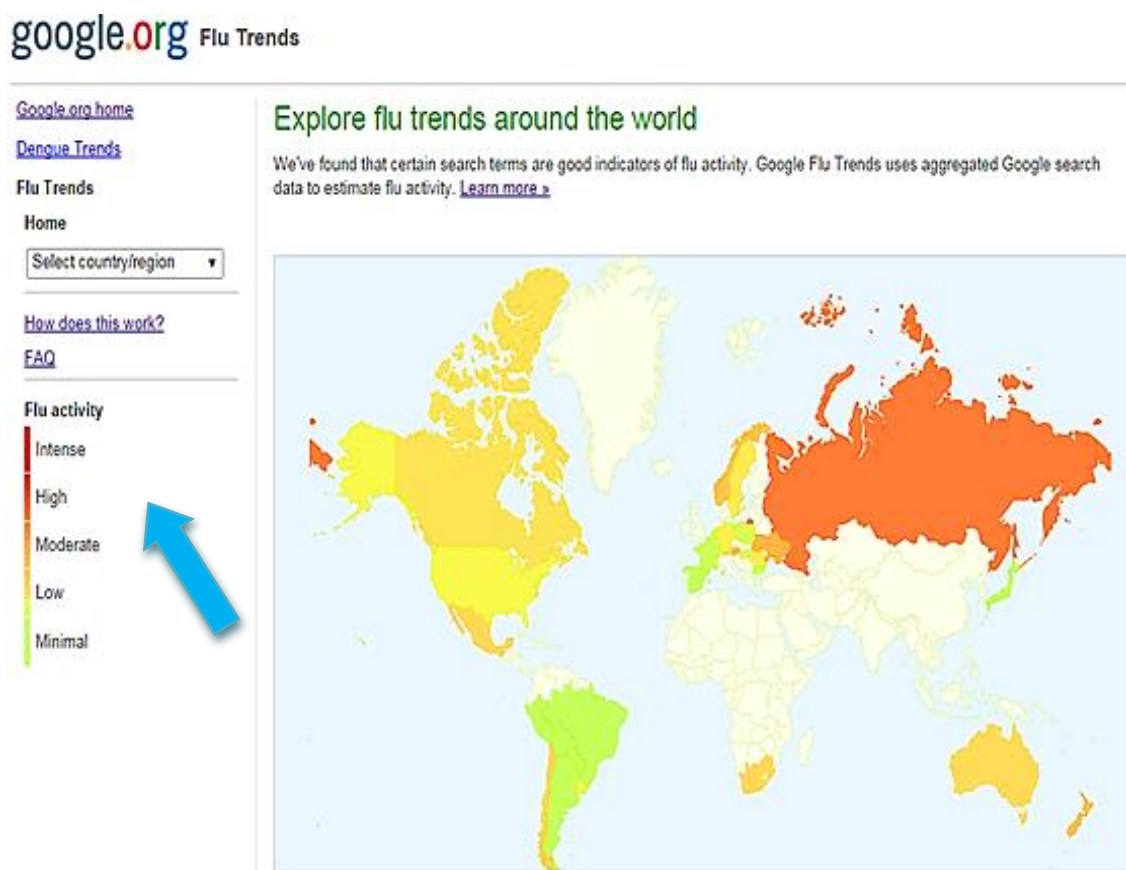 google.org Flu Trends
Google.org home
Dengue Trends
Flu Trends
Home
Select country/region
How does this work?
FAQ
Flu activity
Intense
High
Moderate
Low
Minimal
Explore flu trends around the world
We've found that certain search terms are good indicators of flu activity. Google Flu Trends uses aggregated Google search
data to estimate flu activity. Learn more »